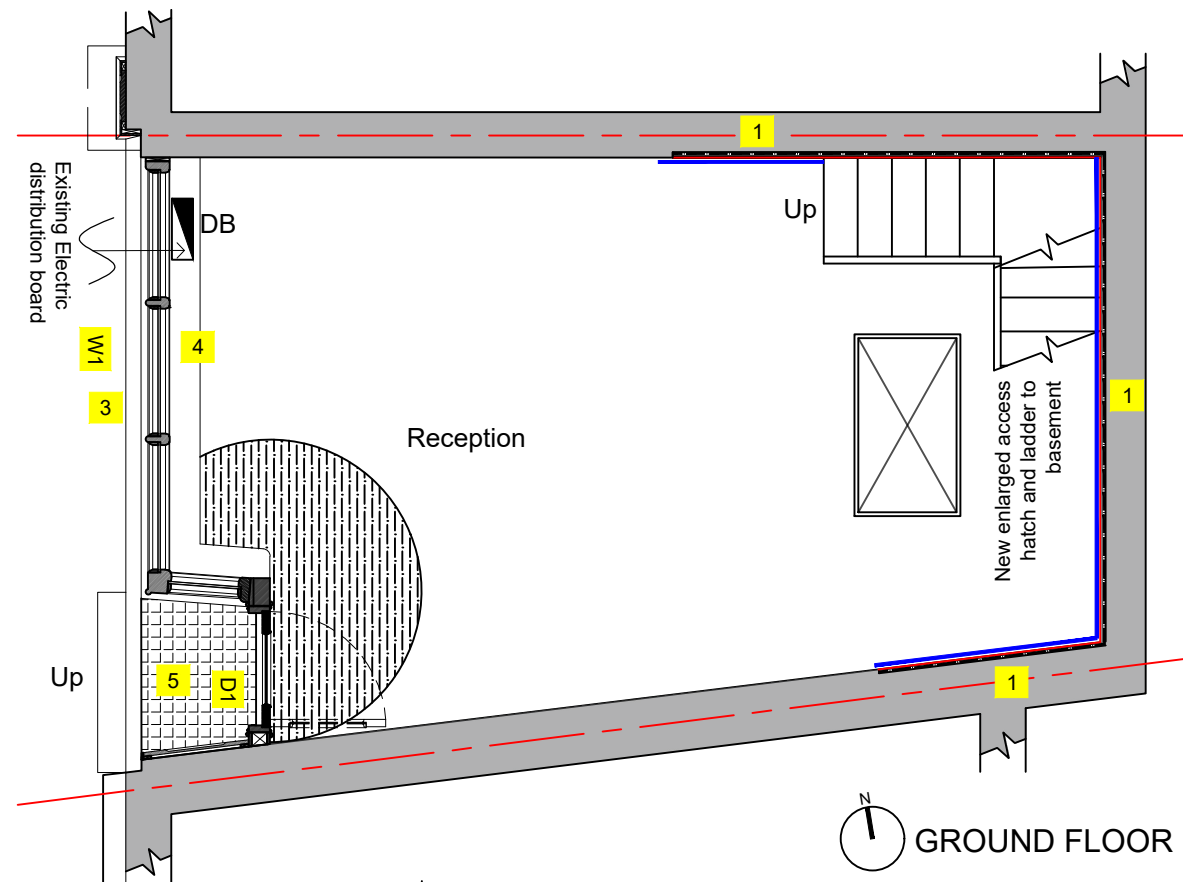 1
Up
DB
Existing Electric
distribution board
W1
4
3
1
Reception
New enlarged access
hatch and ladder to
basement
Up
5
D1
1
N
GROUND FLOOR